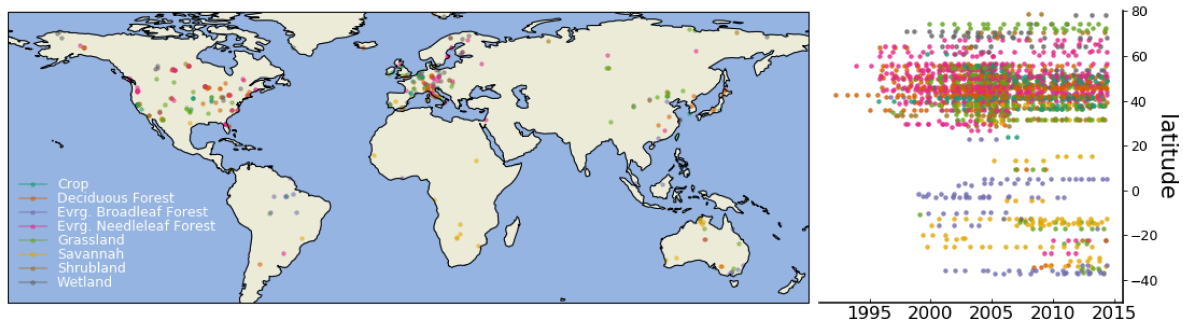 Crop
Deciduous Forest
Evrg. Broadleaf Forest
Evrg. Needleleaf Forest
Grassland
Savannah
Shrubland
Wetland
80
60
40
20
0
−20
−40
latitude
1995 2000 2005 2010 2015